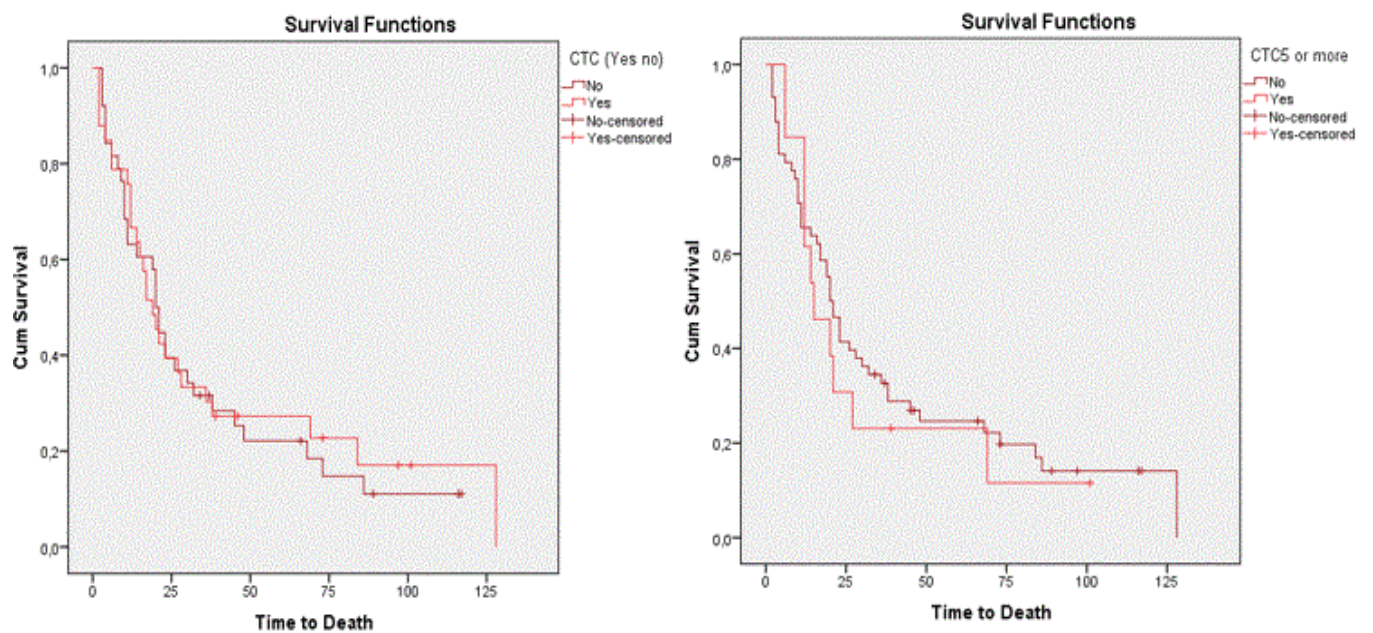 Survival Functions
CTC (Yes no)
No
Yes
No-censored
Yes-censored
1,0
0,8
0,6
0,4
0,2
0,0
Cum Survival
0 25 50 75 100 125
Time to Death
Survival Functions
CTC5 or more
No
Yes
No-censored
Yes-censored
1,0
0,8
0,6
0,4
0,2
0,0
Cum Survival
0 25 50 75 100 125
Time to Death